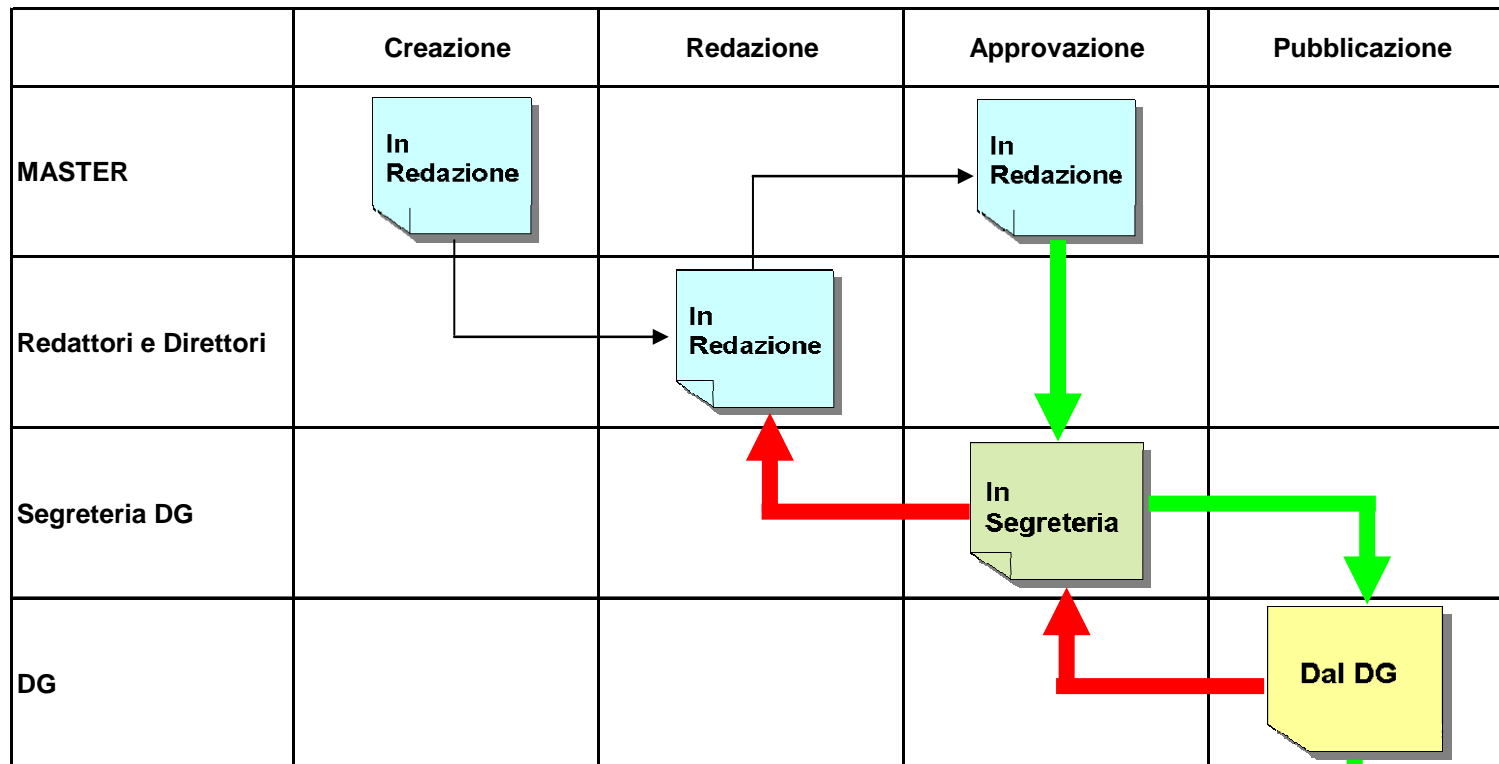 Creazione
Redazione
Approvazione
Pubblicazione
MASTER
In
Redazione
In
Redazione
Redattori e Direttori
In
Redazione
Segreteria DG
In
Segreteria
DG
Dal DG